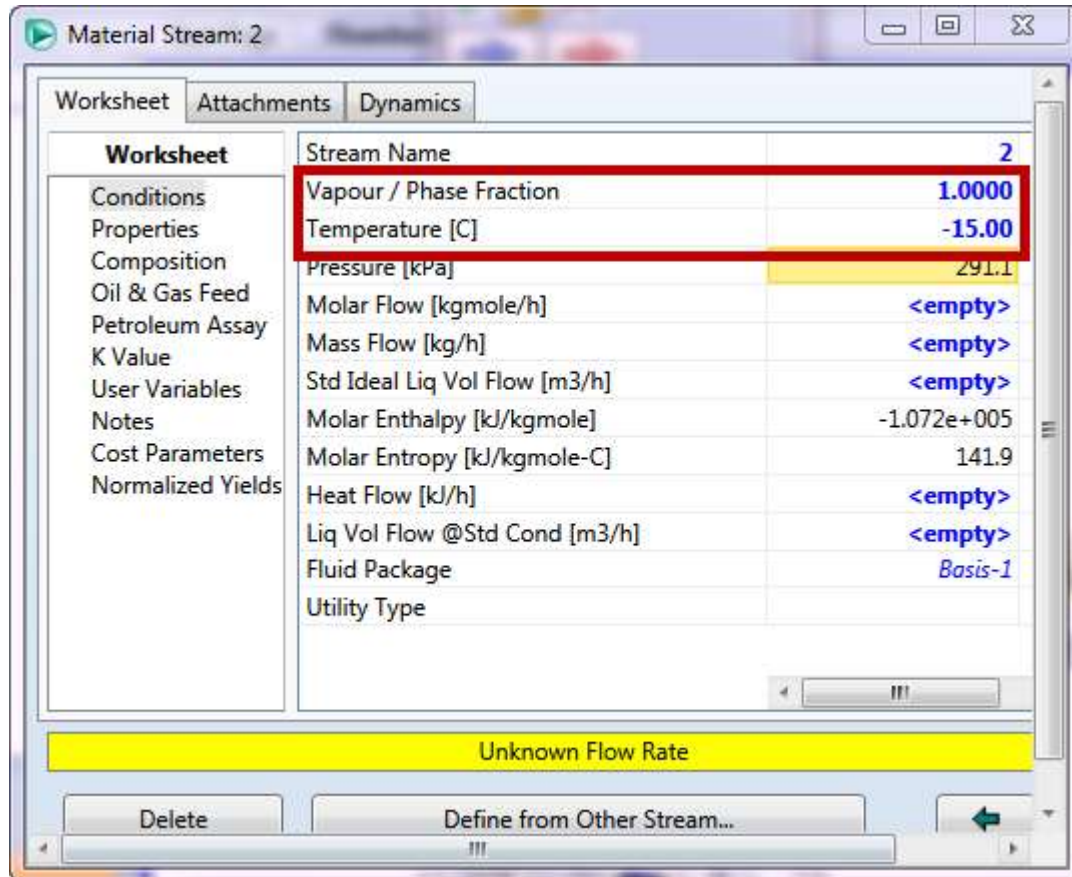 Material Stream: 2
Worksheet Attachments Dynamics
Worksheet
Conditions
Properties
Composition
Oil & Gas Feed
Petroleum Assay
K Value
User Variables
Notes
Cost Parameters
Normalized Yields
Stream Name 2
Vapour / Phase Fraction 1.0000
Temperature [C] -15.00
Pressure [kPa] 291.1
Molar Flow [kgmole/h] <empty>
Mass Flow [kg/h] <empty>
Std Ideal Liq Vol Flow [m3/h] <empty>
Molar Enthalpy [kJ/kgmole] -1.072e+005
Molar Entropy [kJ/kgmole-C] 141.9
Heat Flow [kJ/h] <empty>
Liq Vol Flow @Std Cond [m3/h] <empty>
Fluid Package Basis-1
Utility Type
Unknown Flow Rate
Delete Define from Other Stream...